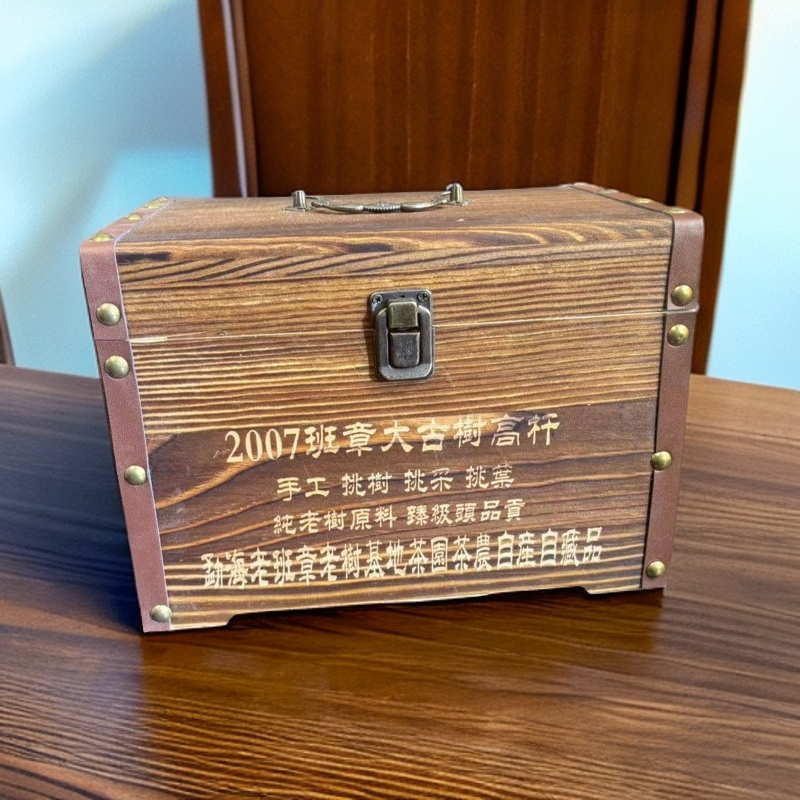 2007班章大古樹高杆
手工 挑樹 挑采 挑葉
純老樹原料 臻級頭品貢
勐海老班章老樹基地茶園茶農自産自藏品